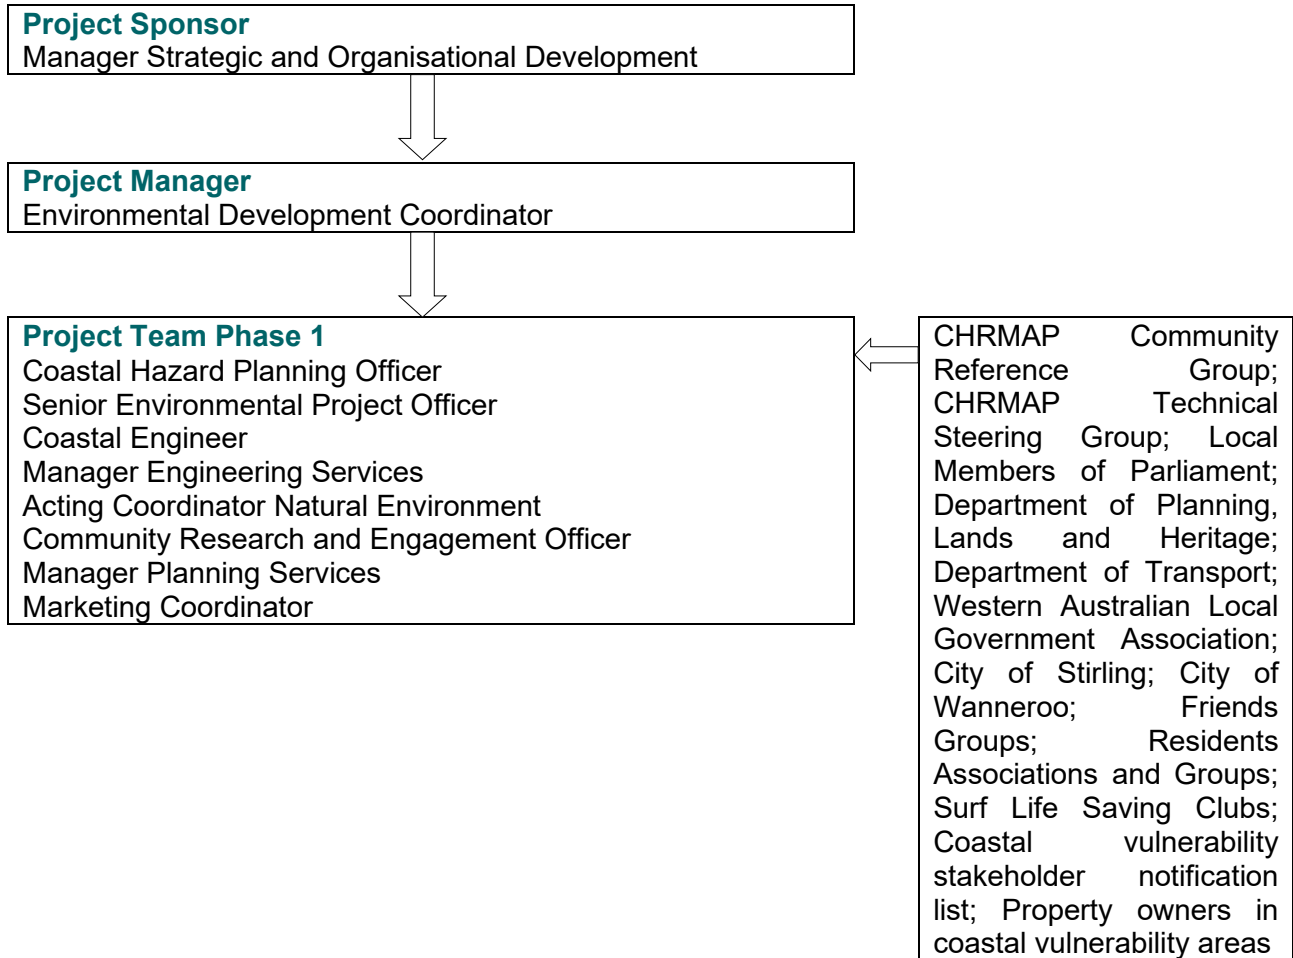 Project Sponsor
Manager Strategic and Organisational Development
Project Manager
Environmental Development Coordinator
Project Team Phase 1
Coastal Hazard Planning Officer
Senior Environmental Project Officer
Coastal Engineer
Manager Engineering Services
Acting Coordinator Natural Environment
Community Research and Engagement Officer
Manager Planning Services
Marketing Coordinator
CHRMAP Community
Reference Group;
CHRMAP Technical
Steering Group; Local
Members of Parliament;
Department of Planning,
Lands and Heritage;
Department of Transport;
Western Australian Local
Government Association;
City of Stirling; City of
Wanneroo; Friends
Groups; Residents
Associations and Groups;
Surf Life Saving Clubs;
Coastal vulnerability
stakeholder notification
list; Property owners in
coastal vulnerability areas